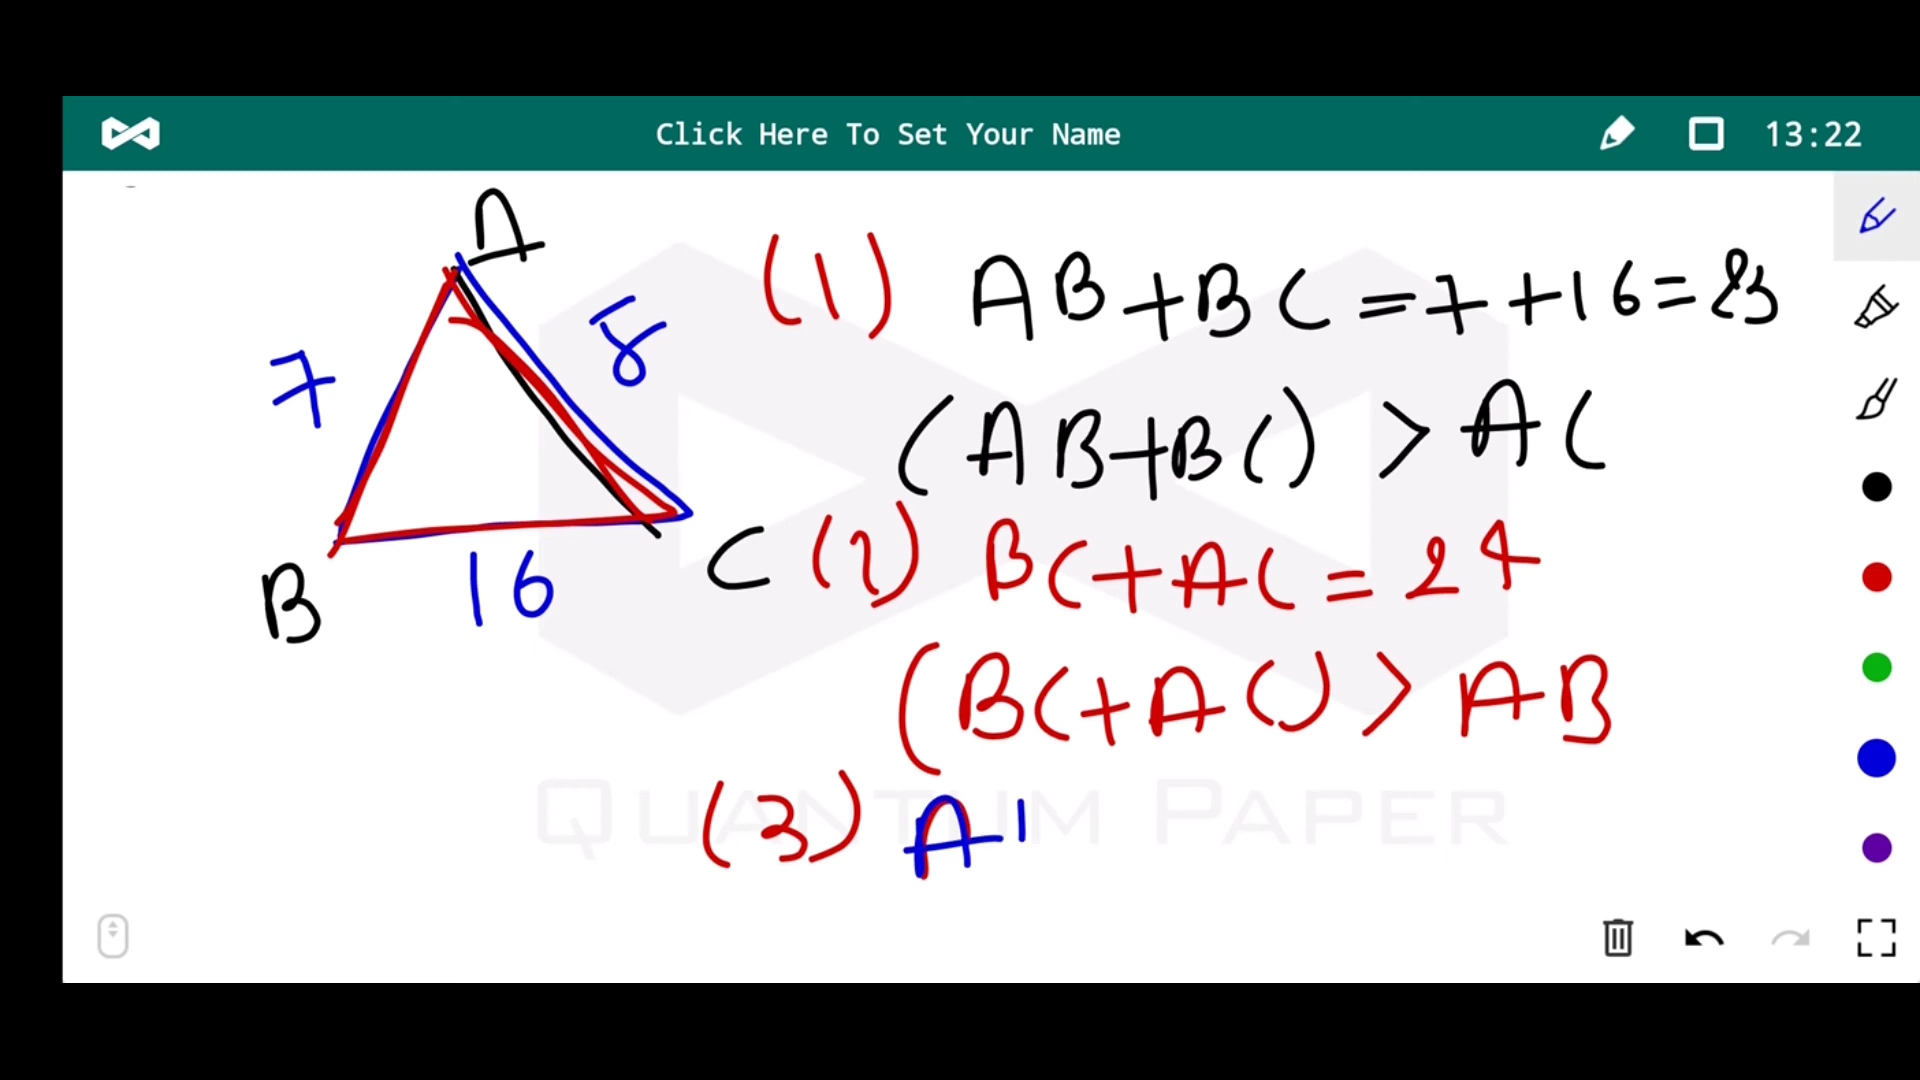 Click Here To Set Your Name
13:22
A
7
8
B
16
C
(1) AB+BC=7+16=23
(AB+BC)>AC
(2) BC+AC=24
(BC+AC)>AB
(3) A
QUANTUM PAPER